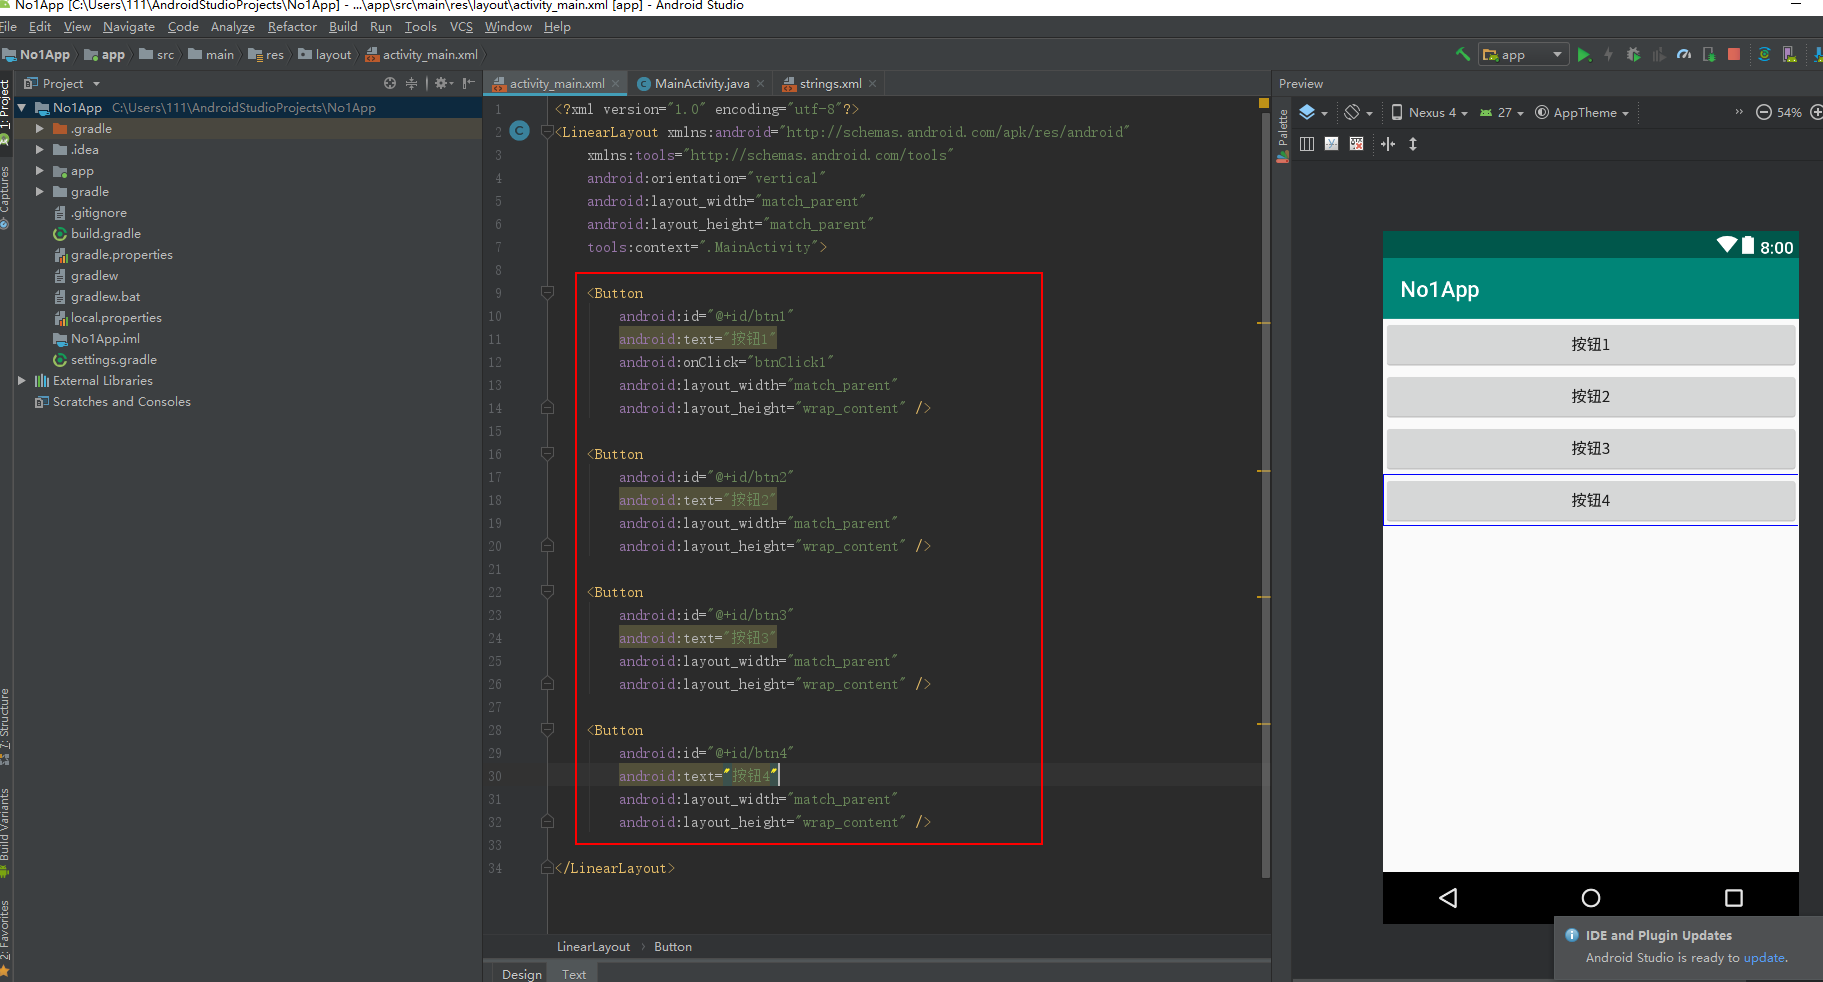 No1App [C:\Users\111\AndroidStudioProjects\No1App] - ...\app\src\main\res\layout\activity_main.xml [app] - Android Studio
File Edit View Navigate Code Analyze Refactor Build Run Tools VCS Window Help
No1App app src main res layout activity_main.xml
app
Project
activity_main.xml MainActivity.java strings.xml
Preview
1: Project
Captures
7: Structure
Build Variants
2: Favorites
No1App C:\Users\111\AndroidStudioProjects\No1App
.gradle
.idea
app
gradle
.gitignore
build.gradle
gradle.properties
gradlew
gradlew.bat
local.properties
No1App.iml
settings.gradle
External Libraries
Scratches and Consoles
1 <?xml version="1.0" encoding="utf-8"?>
2 <LinearLayout xmlns:android="http://schemas.android.com/apk/res/android"
3 xmlns:tools="http://schemas.android.com/tools"
4 android:orientation="vertical"
5 android:layout_width="match_parent"
6 android:layout_height="match_parent"
7 tools:context=".MainActivity">
8
9 <Button
10 android:id="@+id/btn1"
11 android:text="按钮1"
12 android:onClick="btnClick1"
13 android:layout_width="match_parent"
14 android:layout_height="wrap_content" />
15
16 <Button
17 android:id="@+id/btn2"
18 android:text="按钮2"
19 android:layout_width="match_parent"
20 android:layout_height="wrap_content" />
21
22 <Button
23 android:id="@+id/btn3"
24 android:text="按钮3"
25 android:layout_width="match_parent"
26 android:layout_height="wrap_content" />
27
28 <Button
29 android:id="@+id/btn4"
30 android:text="按钮4"
31 android:layout_width="match_parent"
32 android:layout_height="wrap_content" />
33
34 </LinearLayout>
LinearLayout Button
Design Text
Palette
Nexus 4 27 AppTheme 54%
8:00
No1App
按钮1
按钮2
按钮3
按钮4
IDE and Plugin Updates
Android Studio is ready to update.